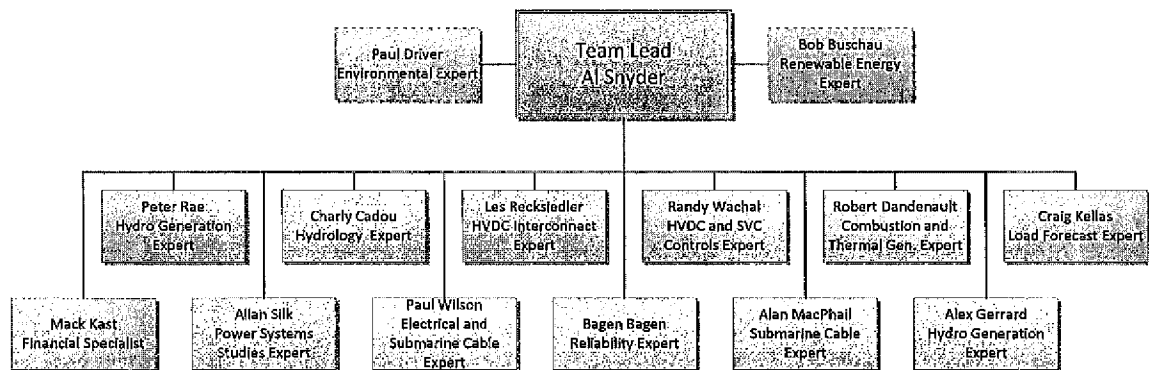 Paul Driver
Environmental Expert
Team Lead
Al Snyder
Bob Buschau
Renewable Energy
Expert
Peter Rae
Hydro Generation
Expert
Charly Cadou
Hydrology Expert
Les Recksiedler
HVDC Interconnect
Expert
Randy Wachal
HVDC and SVC
Controls Expert
Robert Dandenault
Combustion and
Thermal Gen. Expert
Craig Kellas
Load Forecast Expert
Mack Kast
Financial Specialist
Allan Silk
Power Systems
Studies Expert
Paul Wilson
Electrical and
Submarine Cable
Expert
Bagen Bagen
Reliability Expert
Alan MacPhail
Submarine Cable
Expert
Alex Gerrard
Hydro Generation
Expert